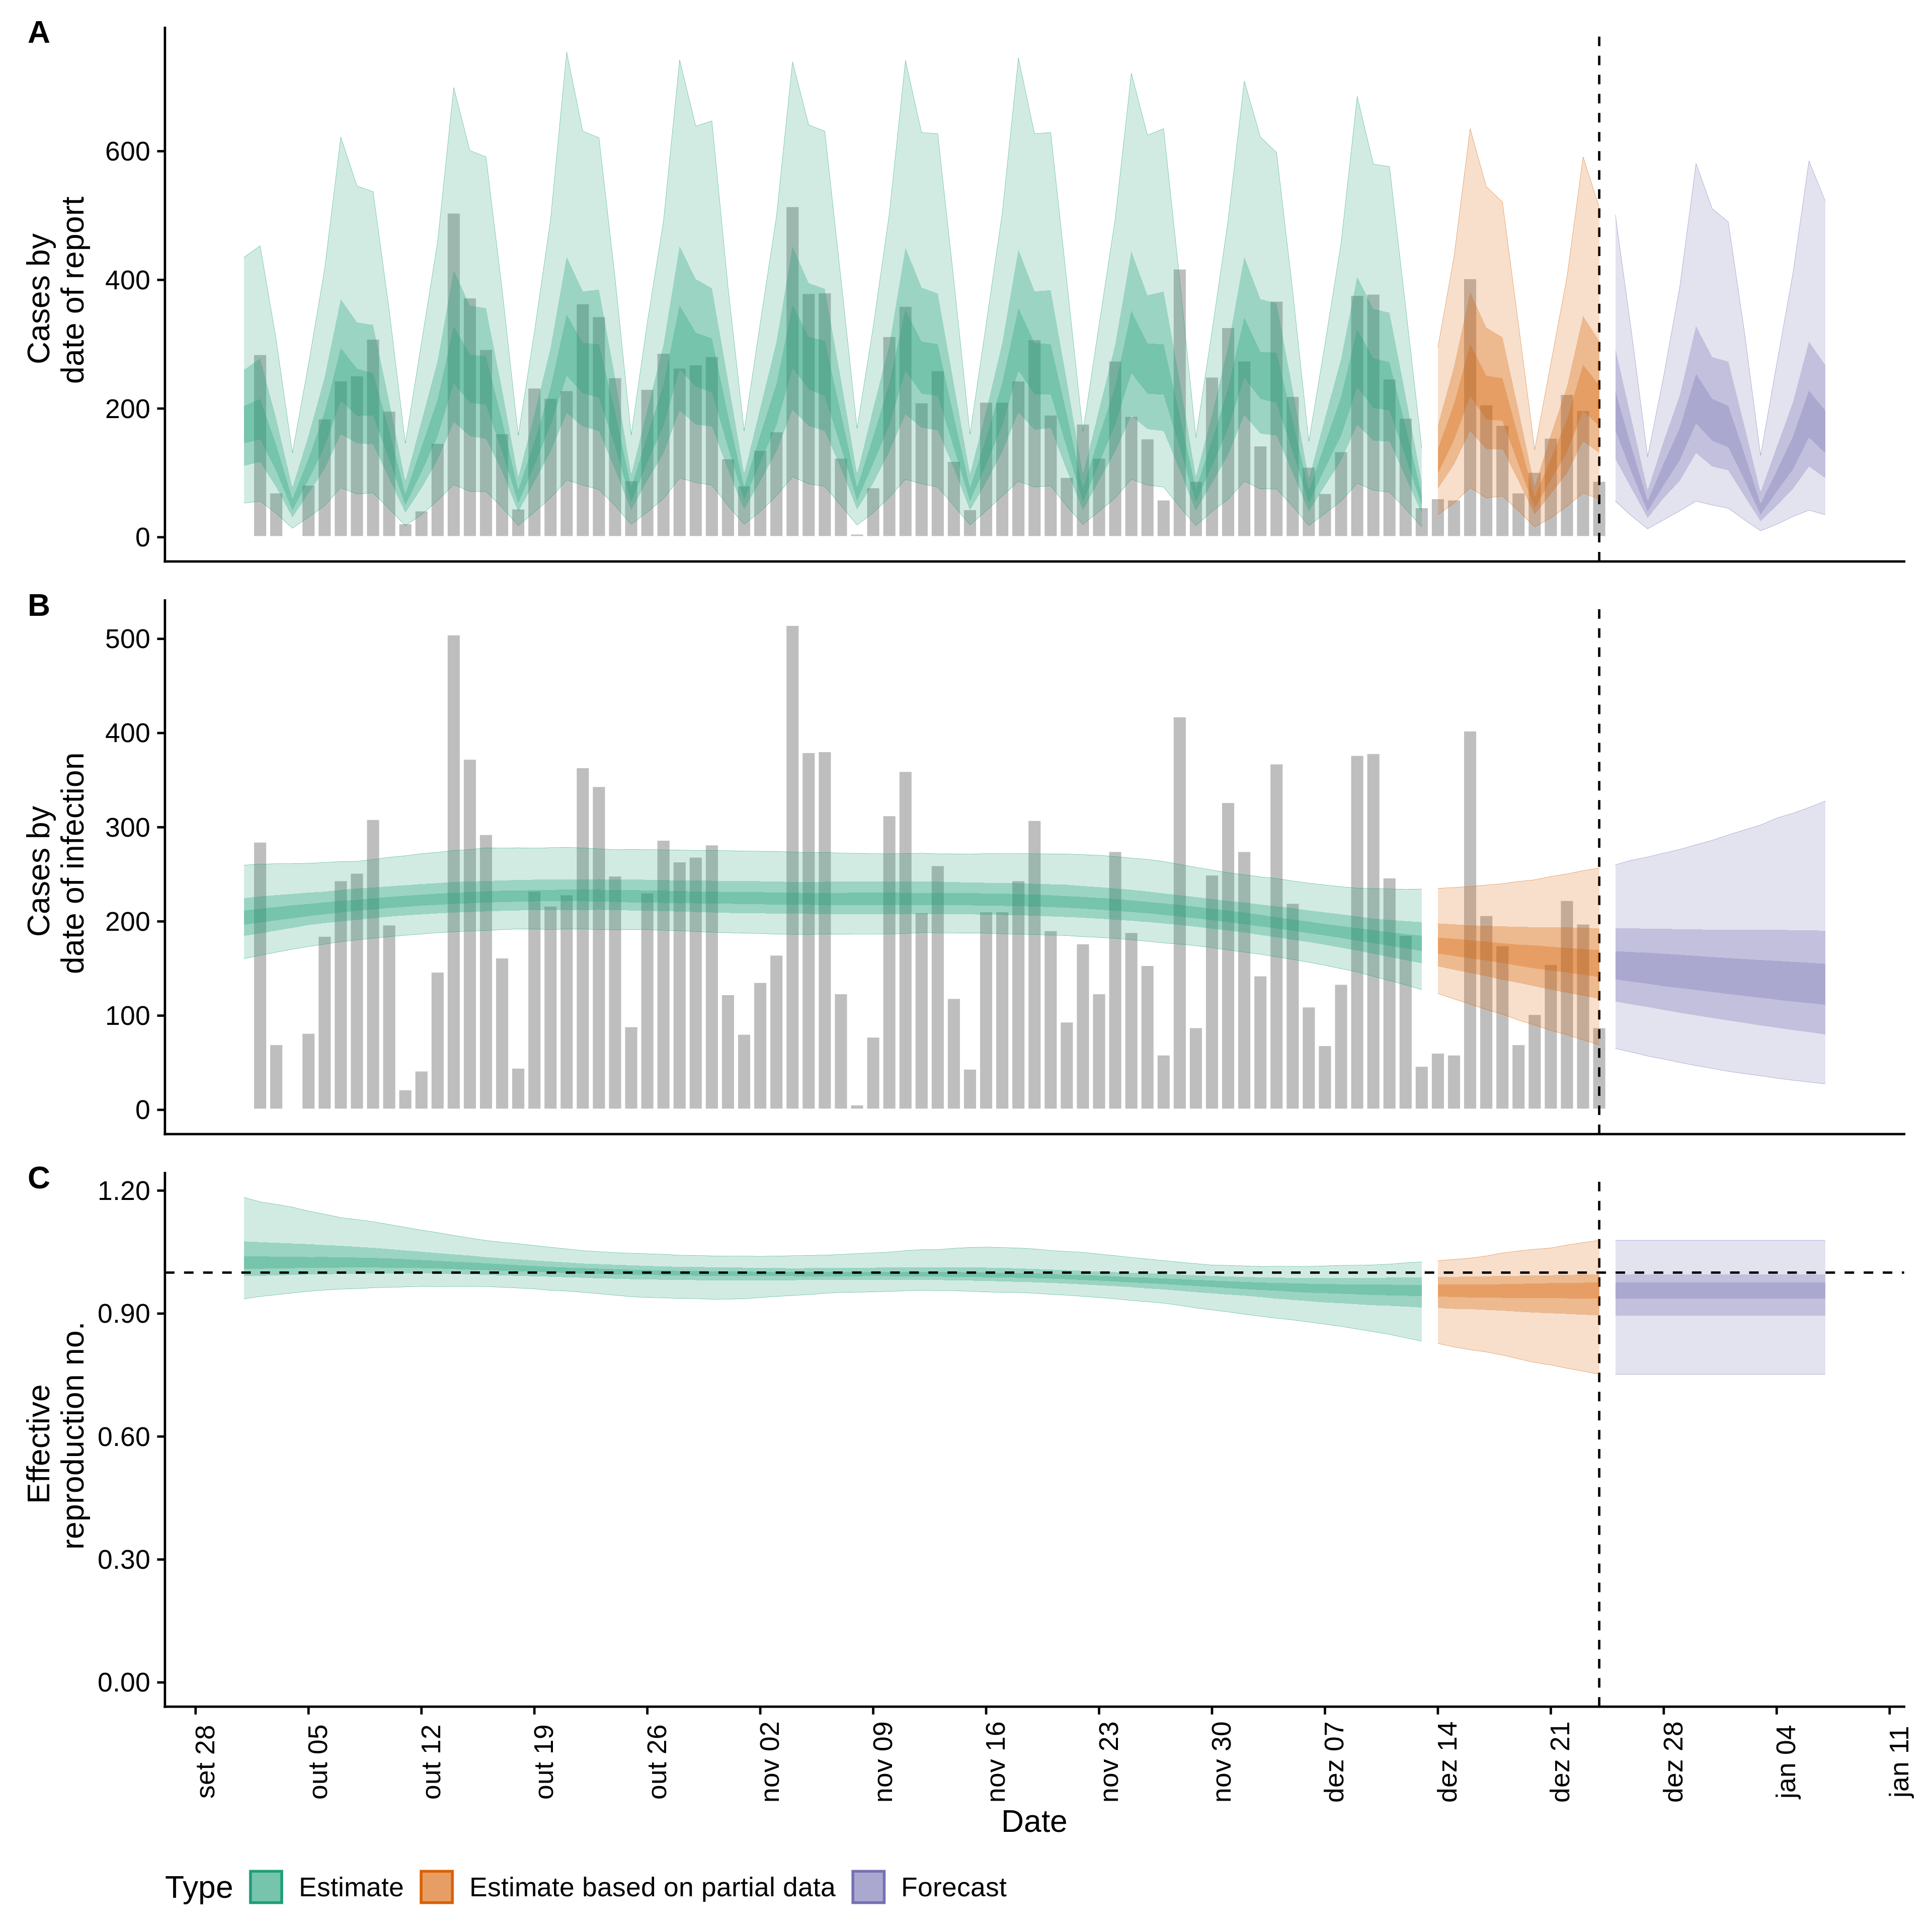 A
Cases by
date of report
600
400
200
0
B
Cases by
date of infection
500
400
300
200
100
0
C
Effective
reproduction no.
1.20
0.90
0.60
0.30
0.00
set 28
out 05
out 12
out 19
out 26
nov 02
nov 09
nov 16
nov 23
nov 30
dez 07
dez 14
dez 21
dez 28
jan 04
jan 11
Date
Type Estimate Estimate based on partial data Forecast